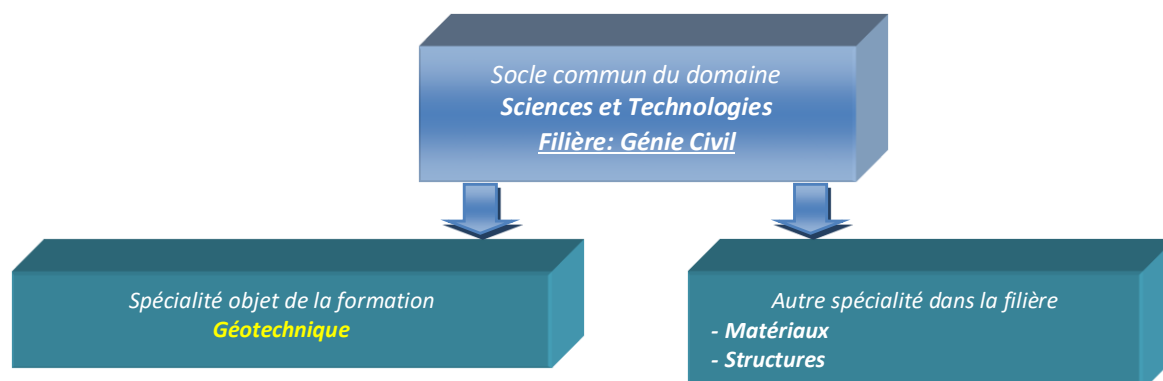 Socle commun du domaine
Sciences et Technologies
Filière: Génie Civil
Spécialité objet de la formation
Géotechnique
Autre spécialité dans la filière
- Matériaux
- Structures